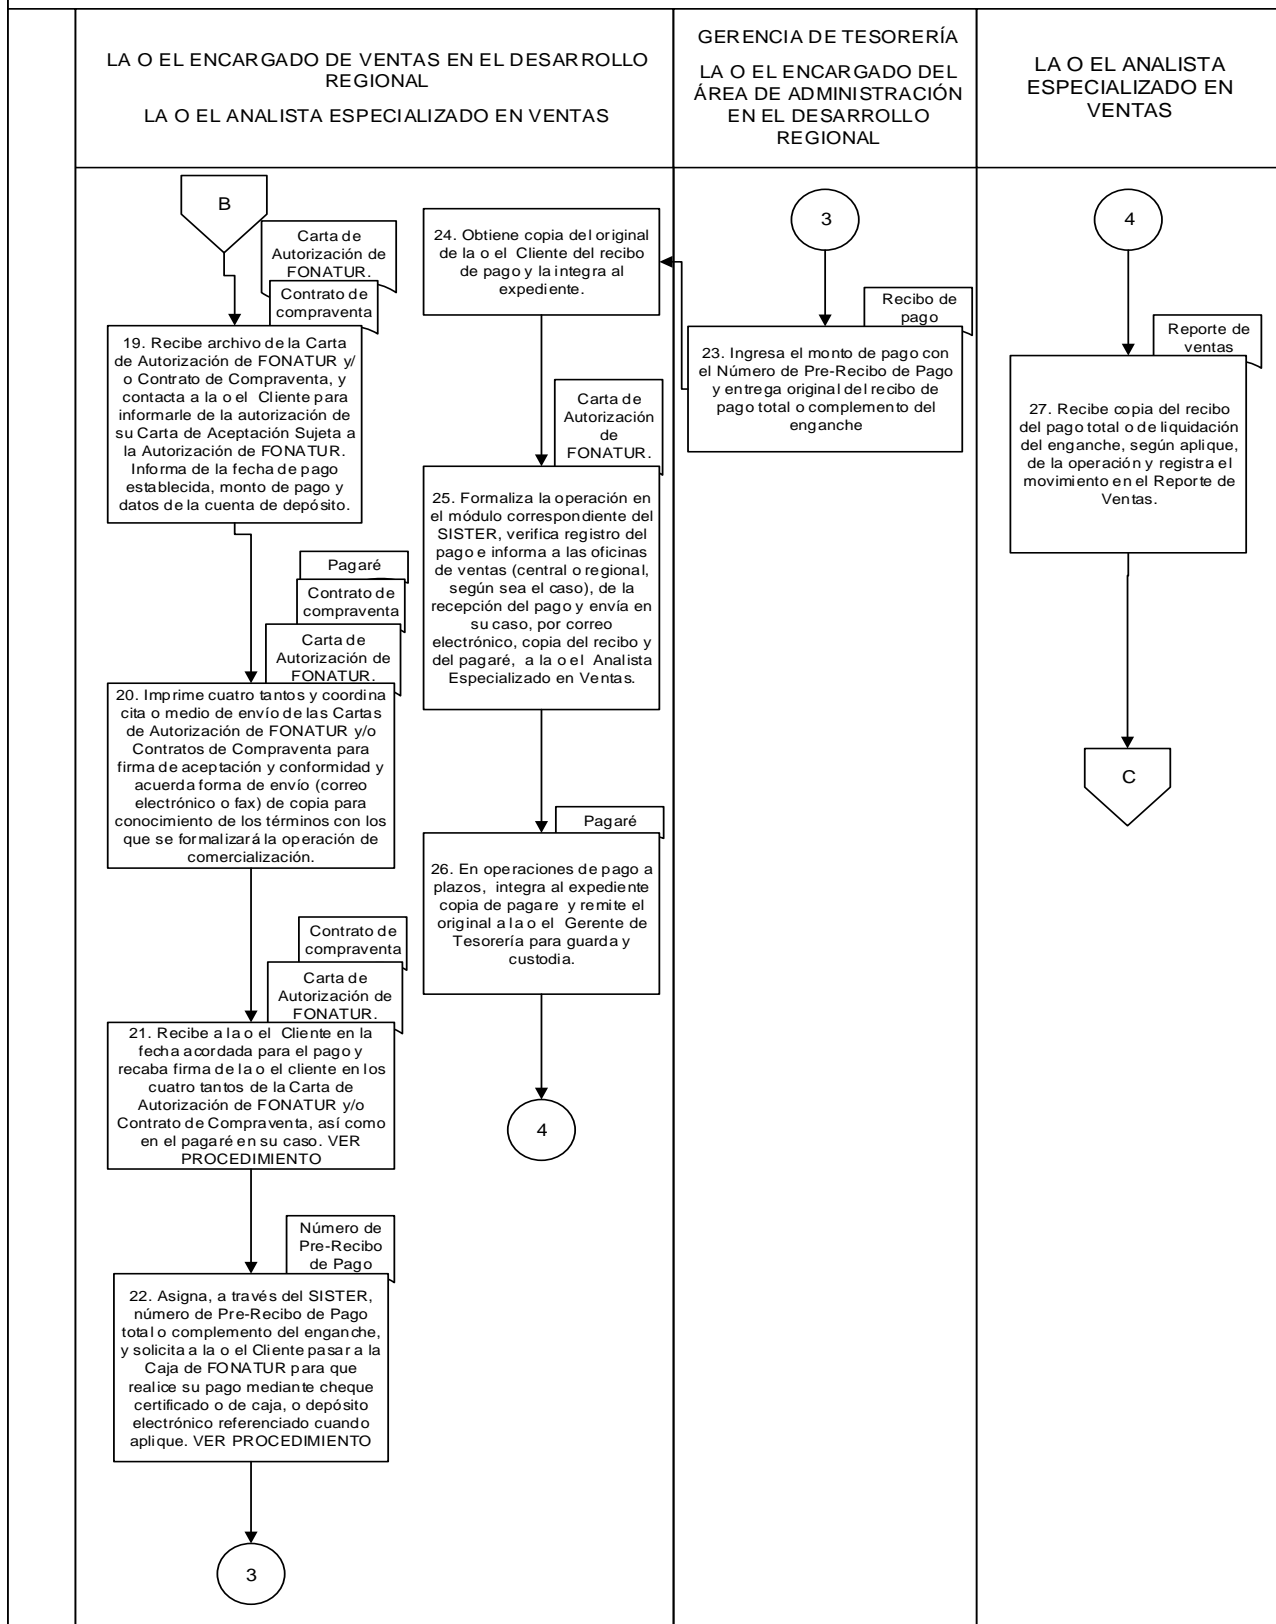 LA O EL ENCARGADO DE VENTAS EN EL DESARROLLO
REGIONAL
LA O EL ANALISTA ESPECIALIZADO EN VENTAS
GERENCIA DE TESORERÍA
LA O EL ENCARGADO DEL
ÁREA DE ADMINISTRACIÓN
EN EL DESARROLLO
REGIONAL
LA O EL ANALISTA
ESPECIALIZADO EN
VENTAS
B
Carta de
Autorización de
FONATUR.
Contrato de
compraventa
19. Recibe archivo de la Carta
de Autorización de FONATUR y/
o Contrato de Compraventa, y
contacta a la o el Cliente para
informarle de la autorización de
su Carta de Aceptación Sujeta a
la Autorización de FONATUR.
Informa de la fecha de pago
establecida, monto de pago y
datos de la cuenta de depósito.
Pagaré
Contrato de
compraventa
Carta de
Autorización de
FONATUR.
20. Imprime cuatro tantos y coordina
cita o medio de envío de las Cartas
de Autorización de FONATUR y/o
Contratos de Compraventa para
firma de aceptación y conformidad y
acuerda forma de envío (correo
electrónico o fax) de copia para
conocimiento de los términos con los
que se formalizará la operación de
comercialización.
Contrato de
compraventa
Carta de
Autorización de
FONATUR.
21. Recibe a la o el Cliente en la
fecha acordada para el pago y
recaba firma de la o el cliente en los
cuatro tantos de la Carta de
Autorización de FONATUR y/o
Contrato de Compraventa, así como
en el pagaré en su caso. VER
PROCEDIMIENTO
Número de
Pre-Recibo
de Pago
22. Asigna, a través del SISTER,
número de Pre-Recibo de Pago
total o complemento del enganche,
y solicita a la o el Cliente pasar a la
Caja de FONATUR para que
realice su pago mediante cheque
certificado o de caja, o depósito
electrónico referenciado cuando
aplique. VER PROCEDIMIENTO
3
24. Obtiene copia del original
de la o el Cliente del recibo
de pago y la integra al
expediente.
Carta de
Autorización
de
FONATUR.
25. Formaliza la operación en
el módulo correspondiente del
SISTER, verifica registro del
pago e informa a las oficinas
de ventas (central o regional,
según sea el caso), de la
recepción del pago y envía en
su caso, por correo
electrónico, copia del recibo y
del pagaré, a la o el Analista
Especializado en Ventas.
Pagaré
26. En operaciones de pago a
plazos, integra al expediente
copia de pagare y remite el
original a la o el Gerente de
Tesorería para guarda y
custodia.
4
3
Recibo de
pago
23. Ingresa el monto de pago con
el Número de Pre-Recibo de Pago
y entrega original del recibo de
pago total o complemento del
enganche
4
Reporte de
ventas
27. Recibe copia del recibo
del pago total o de liquidación
del enganche, según aplique,
de la operación y registra el
movimiento en el Reporte de
Ventas.
C